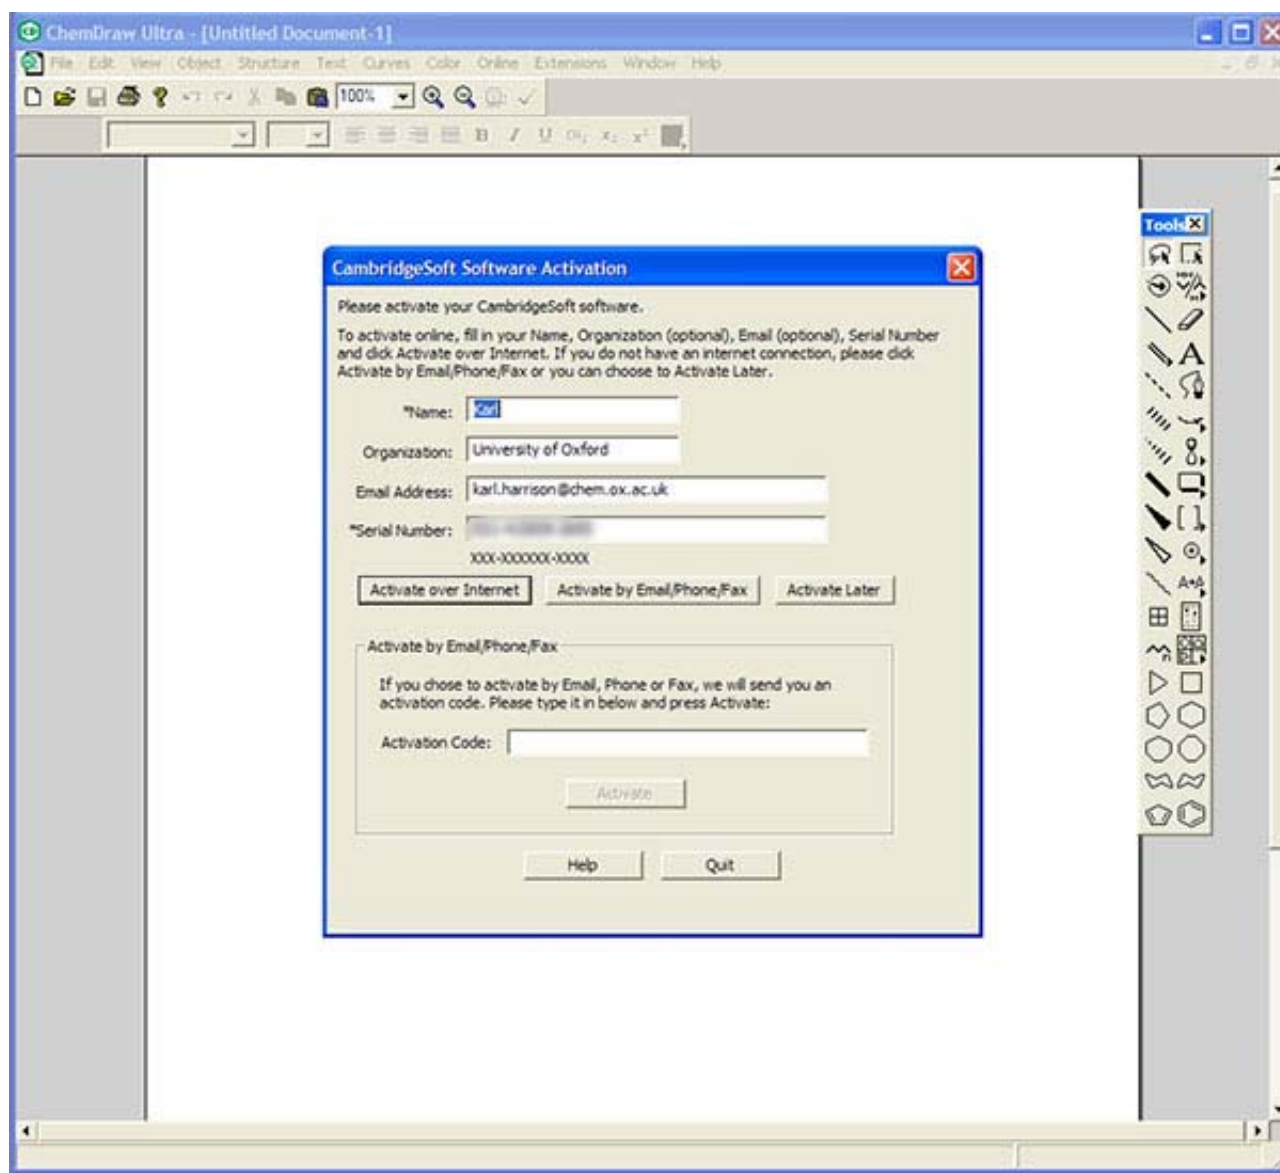 ChemDraw Ultra - [Untitled Document-1]
File Edit View Object Structure Text Curves Color Online Extensions Window Help
100%
B I U CH₂ X₂ X²
Tools
A
CambridgeSoft Software Activation
Please activate your CambridgeSoft software.
To activate online, fill in your Name, Organization (optional), Email (optional), Serial Number
and click Activate over Internet. If you do not have an internet connection, please click
Activate by Email/Phone/Fax or you can choose to Activate Later.
*Name: Karl
Organization: University of Oxford
Email Address: karl.harrison@chem.ox.ac.uk
*Serial Number:
XXX-XXXXXX-XXXX
Activate over Internet Activate by Email/Phone/Fax Activate Later
Activate by Email/Phone/Fax
If you chose to activate by Email, Phone or Fax, we will send you an
activation code. Please type it in below and press Activate:
Activation Code:
Activate
Help Quit